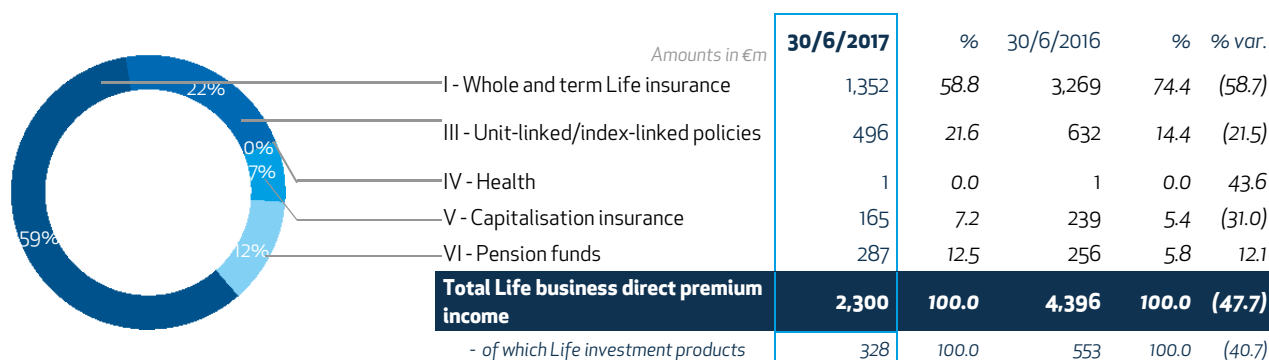 Amounts in €m 30/6/2017 % 30/6/2016 % % var.
I - Whole and term Life insurance 1,352 58.8 3,269 74.4 (58.7)
III - Unit-linked/index-linked policies 496 21.6 632 14.4 (21.5)
IV - Health 1 0.0 1 0.0 43.6
V - Capitalisation insurance 165 7.2 239 5.4 (31.0)
VI - Pension funds 287 12.5 256 5.8 12.1
Total Life business direct premium
income 2,300 100.0 4,396 100.0 (47.7)
- of which Life investment products 328 100.0 553 100.0 (40.7)
22%
0%
7%
59%
12%